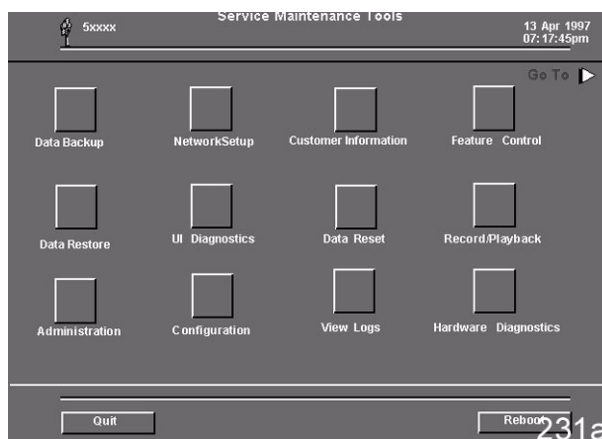 Service Maintenance Tools
5xxxx
13 Apr 1997
07:17:45pm
Go To
Data Backup
NetworkSetup
Customer Information
Feature Control
Data Restore
UI Diagnostics
Data Reset
Record/Playback
Administration
Configuration
View Logs
Hardware Diagnostics
Quit
Reboot
231a